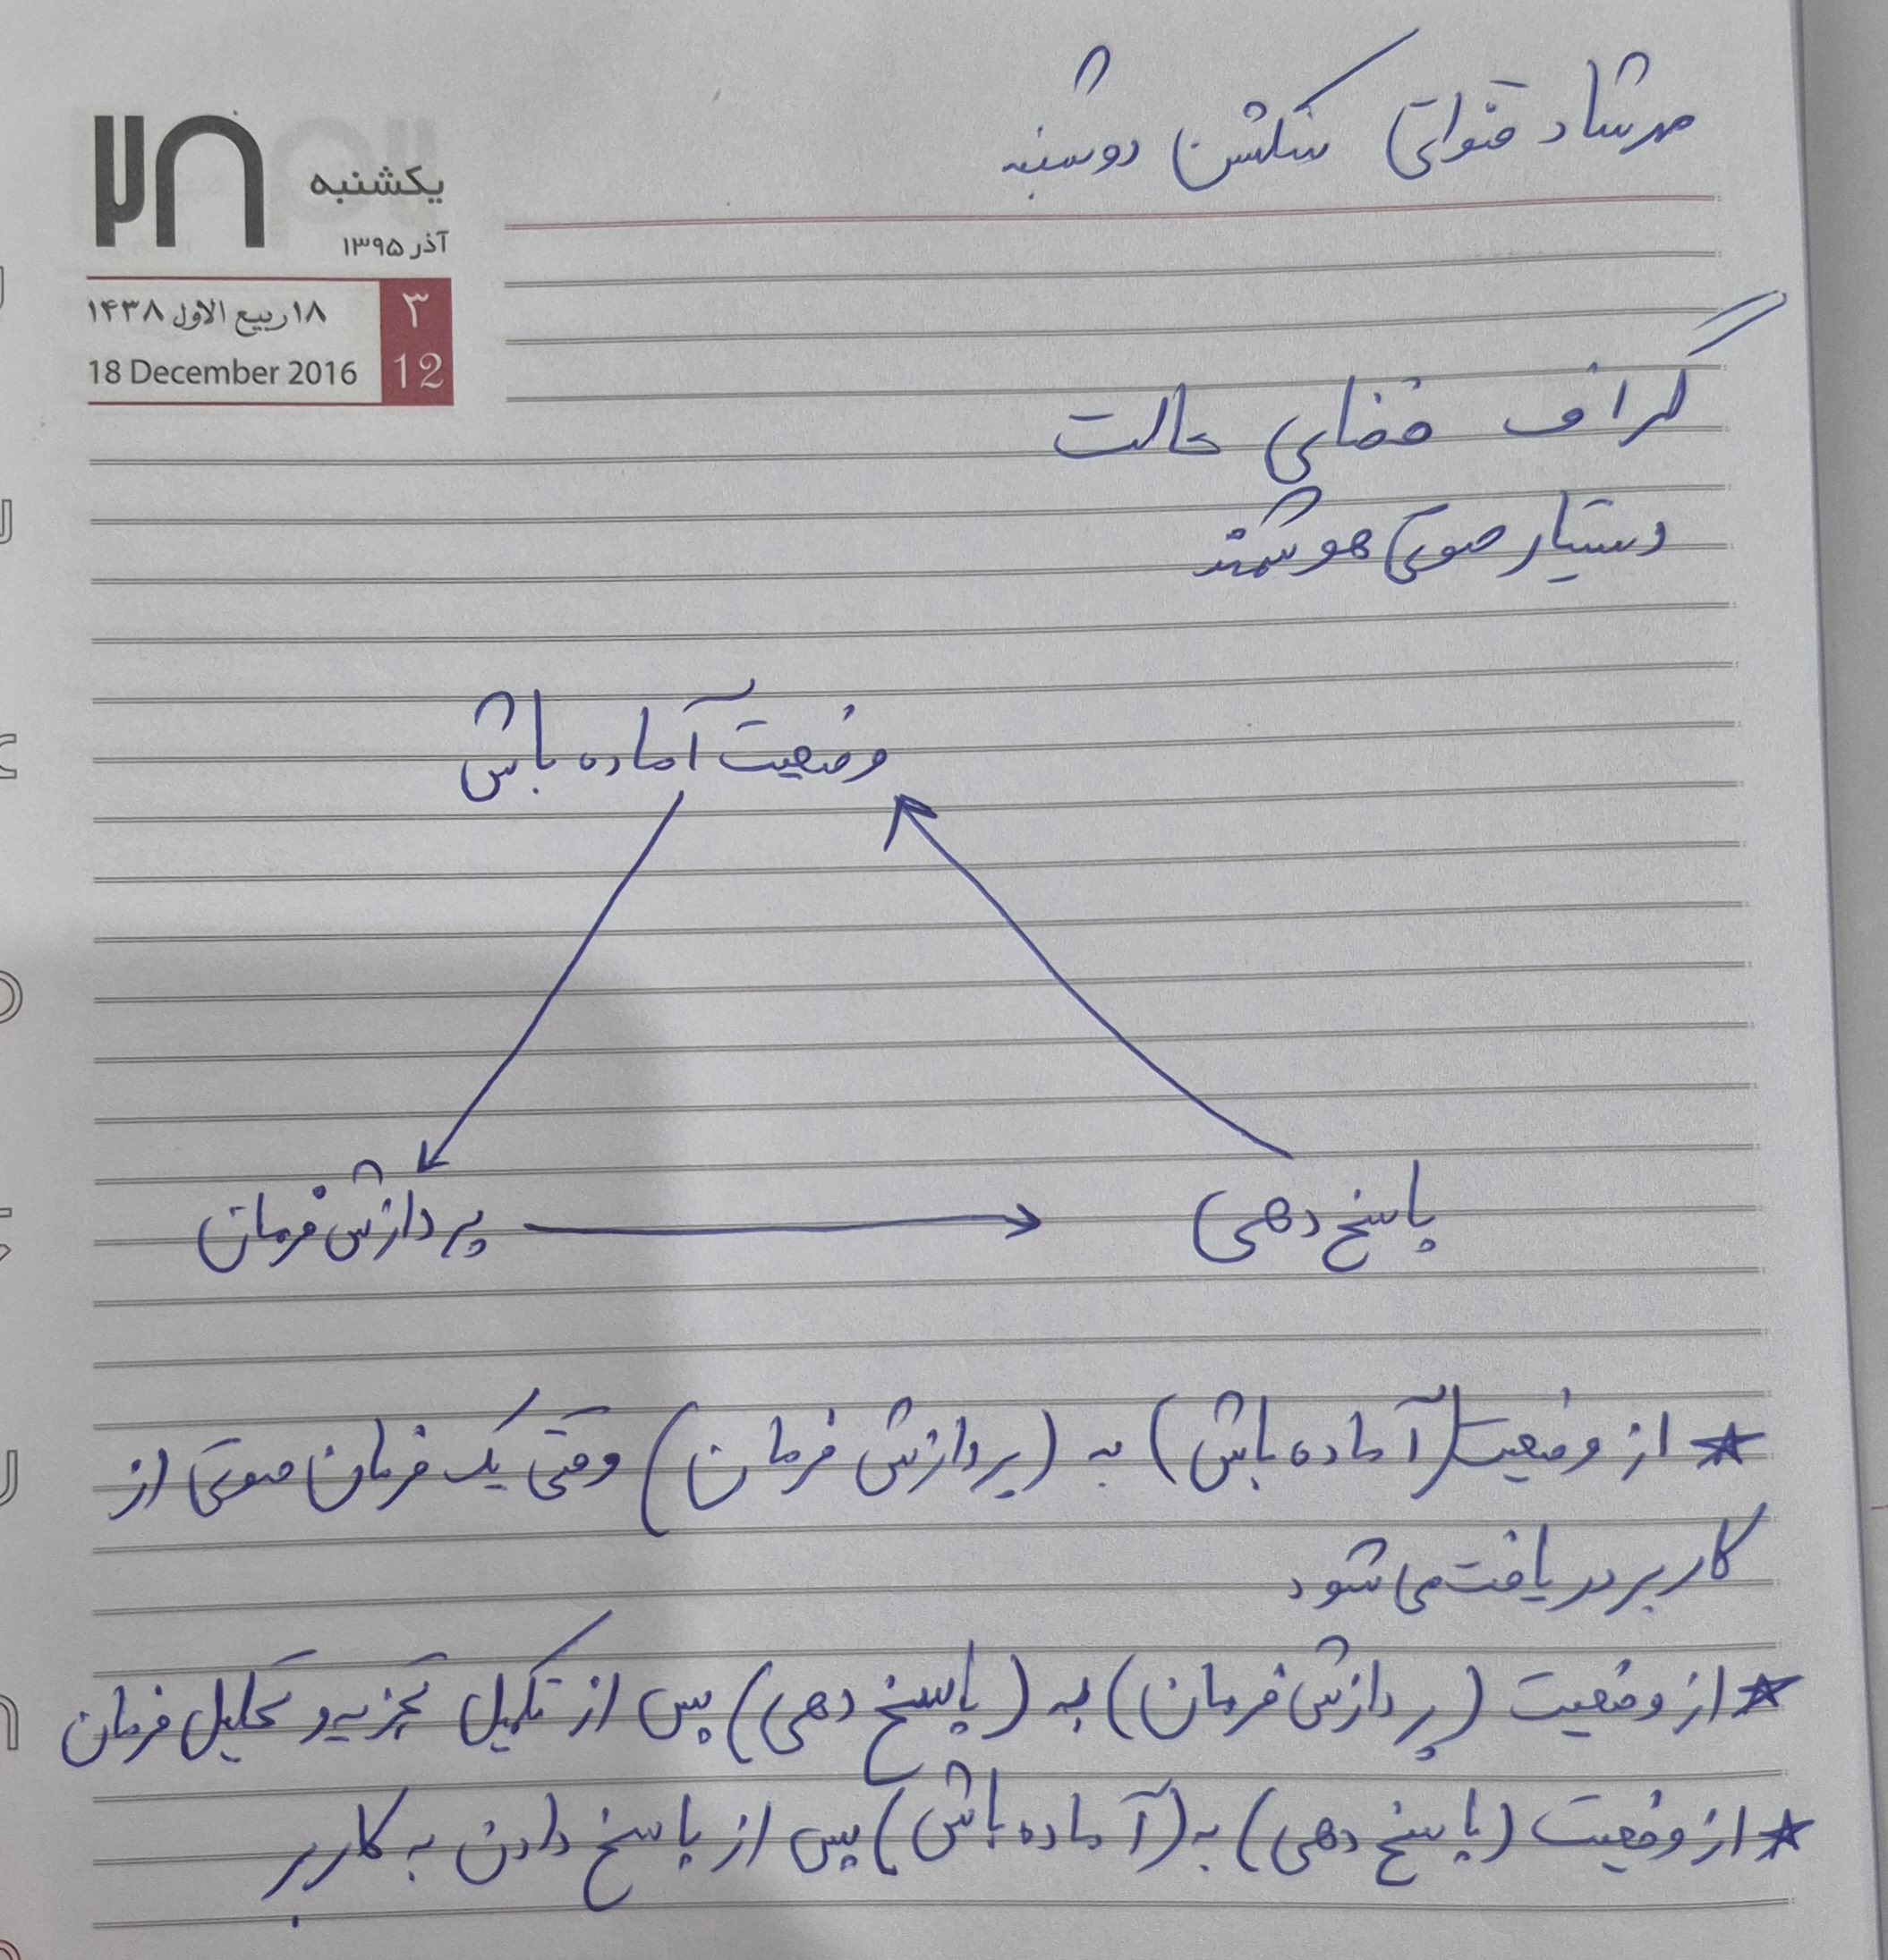 مهرشاد قنواتی سکشن دوشنبه
۲۸
یکشنبه
آذر ۱۳۹۵
۱۸ ربیع الاول ۱۴۳۸
۳
18 December 2016
12
گراف فضای حالت
دستیار صوتی هوشمند
وضعیت آماده باش
پردازش فرمان
پاسخ دهی
از وضعیت (آماده باش) به (پردازش فرمان) وقتی یک فرمان صوتی از
کاربر دریافت می شود
از وضعیت (پردازش فرمان) به (پاسخ دهی) پس از تکمیل تجزیه و تحلیل فرمان
از وضعیت (پاسخ دهی) به (آماده باش) پس از پاسخ دادن به کاربر